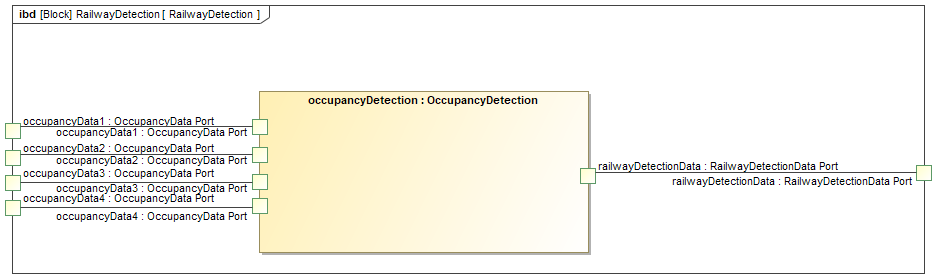 ibd [Block] RailwayDetection [ RailwayDetection ]
occupancyDetection : OccupancyDetection
occupancyData1 : OccupancyData Port
occupancyData1 : OccupancyData Port
occupancyData2 : OccupancyData Port
occupancyData2 : OccupancyData Port
occupancyData3 : OccupancyData Port
occupancyData3 : OccupancyData Port
occupancyData4 : OccupancyData Port
occupancyData4 : OccupancyData Port
railwayDetectionData : RailwayDetectionData Port
railwayDetectionData : RailwayDetectionData Port